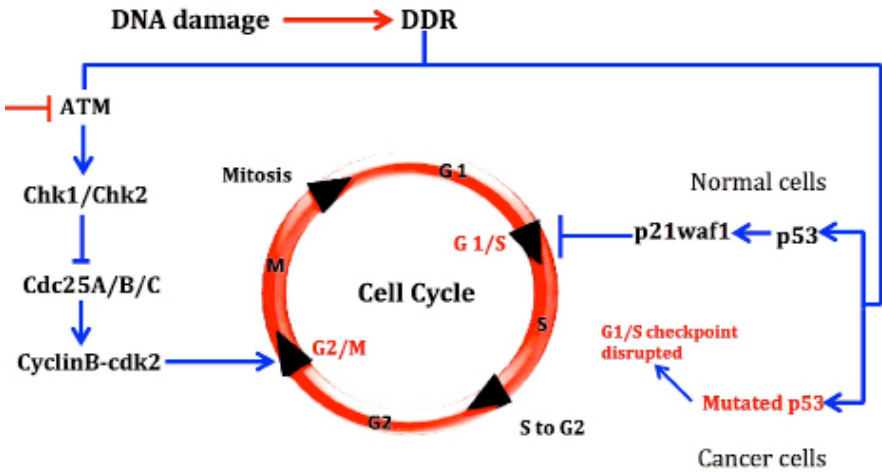 DNA damage DDR
ATM
Chk1/Chk2
Cdc25A/B/C
CyclinB-cdk2
Mitosis
G 1
G 1/S
M
Cell Cycle
S
G2/M
G2
S to G2
Normal cells
p21waf1 p53
G1/S checkpoint
disrupted
Mutated p53
Cancer cells